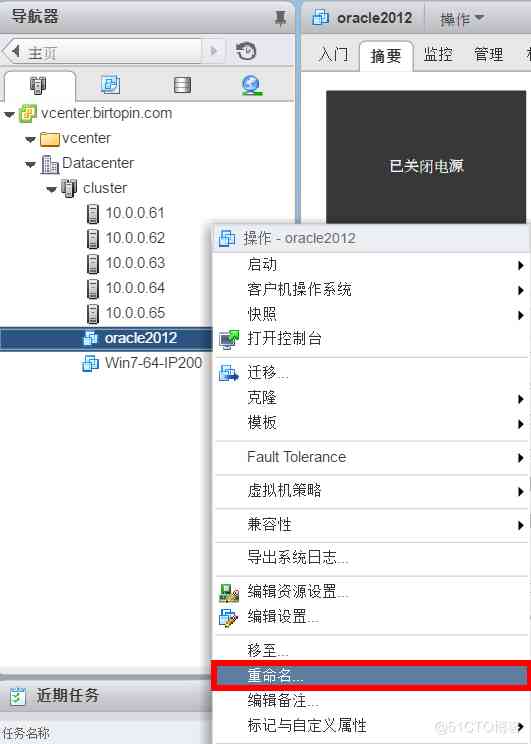 导航器
主页
vcenter.birtopin.com
vcenter
Datacenter
cluster
10.0.0.61
10.0.0.62
10.0.0.63
10.0.0.64
10.0.0.65
oracle2012
Win7-64-IP200
近期任务
任务名称
oracle2012 操作
入门 摘要 监控 管理
已关闭电源
操作 - oracle2012
启动
客户机操作系统
快照
打开控制台
迁移...
克隆
模板
Fault Tolerance
虚拟机策略
兼容性
导出系统日志...
编辑资源设置...
编辑设置...
移至...
重命名...
编辑备注...
标记与自定义属性
@51CTO博客